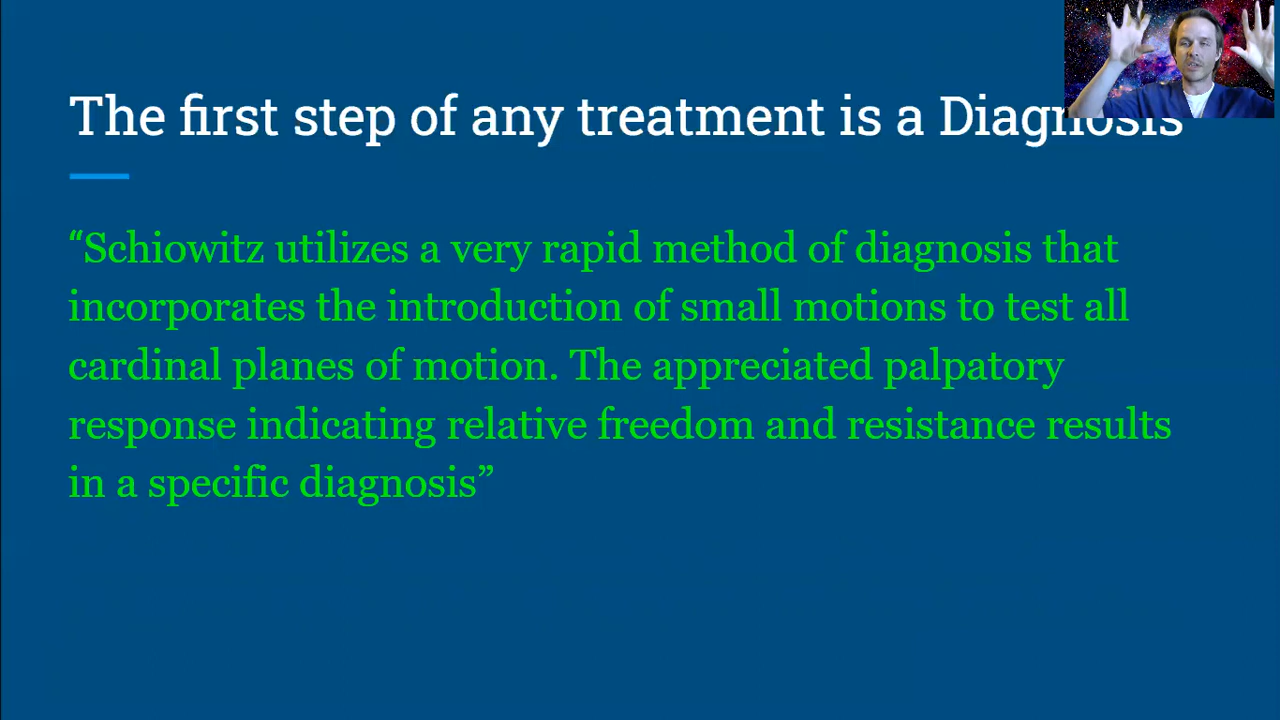 The first step of any treatment is a Diagnosis
“Schiowitz utilizes a very rapid method of diagnosis that
incorporates the introduction of small motions to test all
cardinal planes of motion. The appreciated palpatory
response indicating relative freedom and resistance results
in a specific diagnosis”